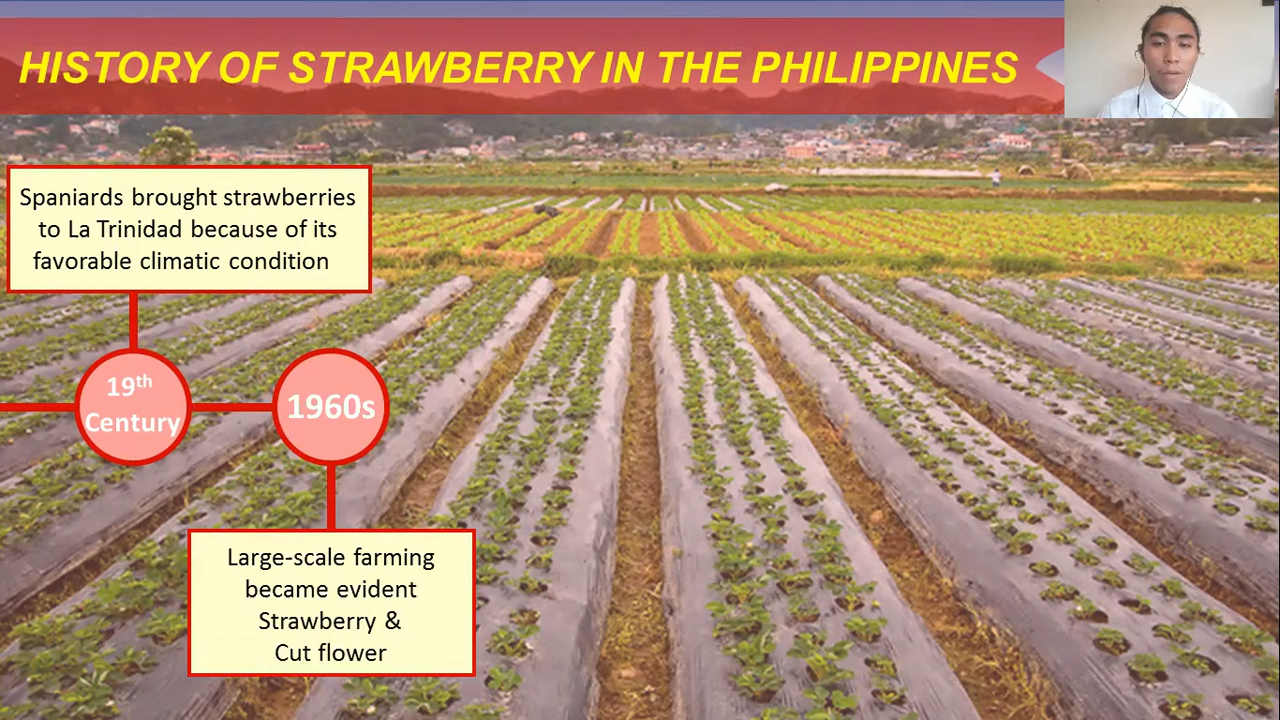 HISTORY OF STRAWBERRY IN THE PHILIPPINES
Spaniards brought strawberries
to La Trinidad because of its
favorable climatic condition
19th
Century
1960s
Large-scale farming
became evident
Strawberry &
Cut flower